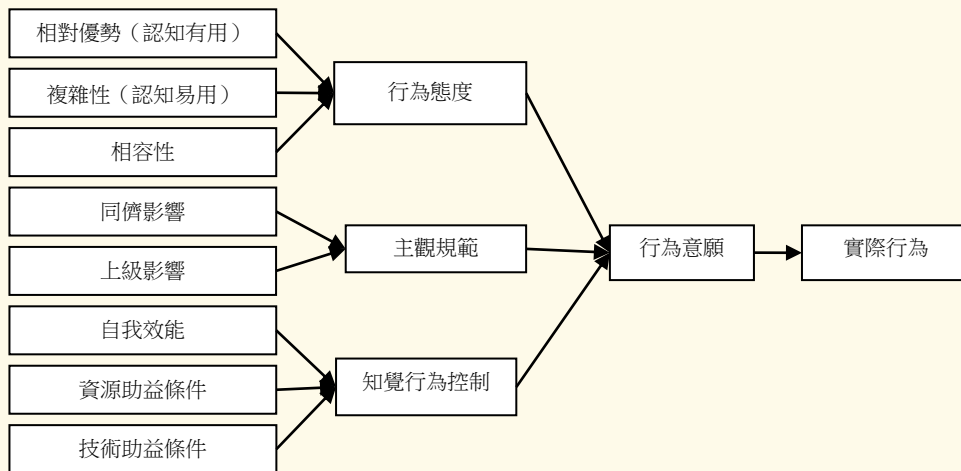 相對優勢（認知有用）
複雜性（認知易用）
相容性
同儕影響
上級影響
自我效能
資源助益條件
技術助益條件
行為態度
主觀規範
知覺行為控制
行為意願
實際行為